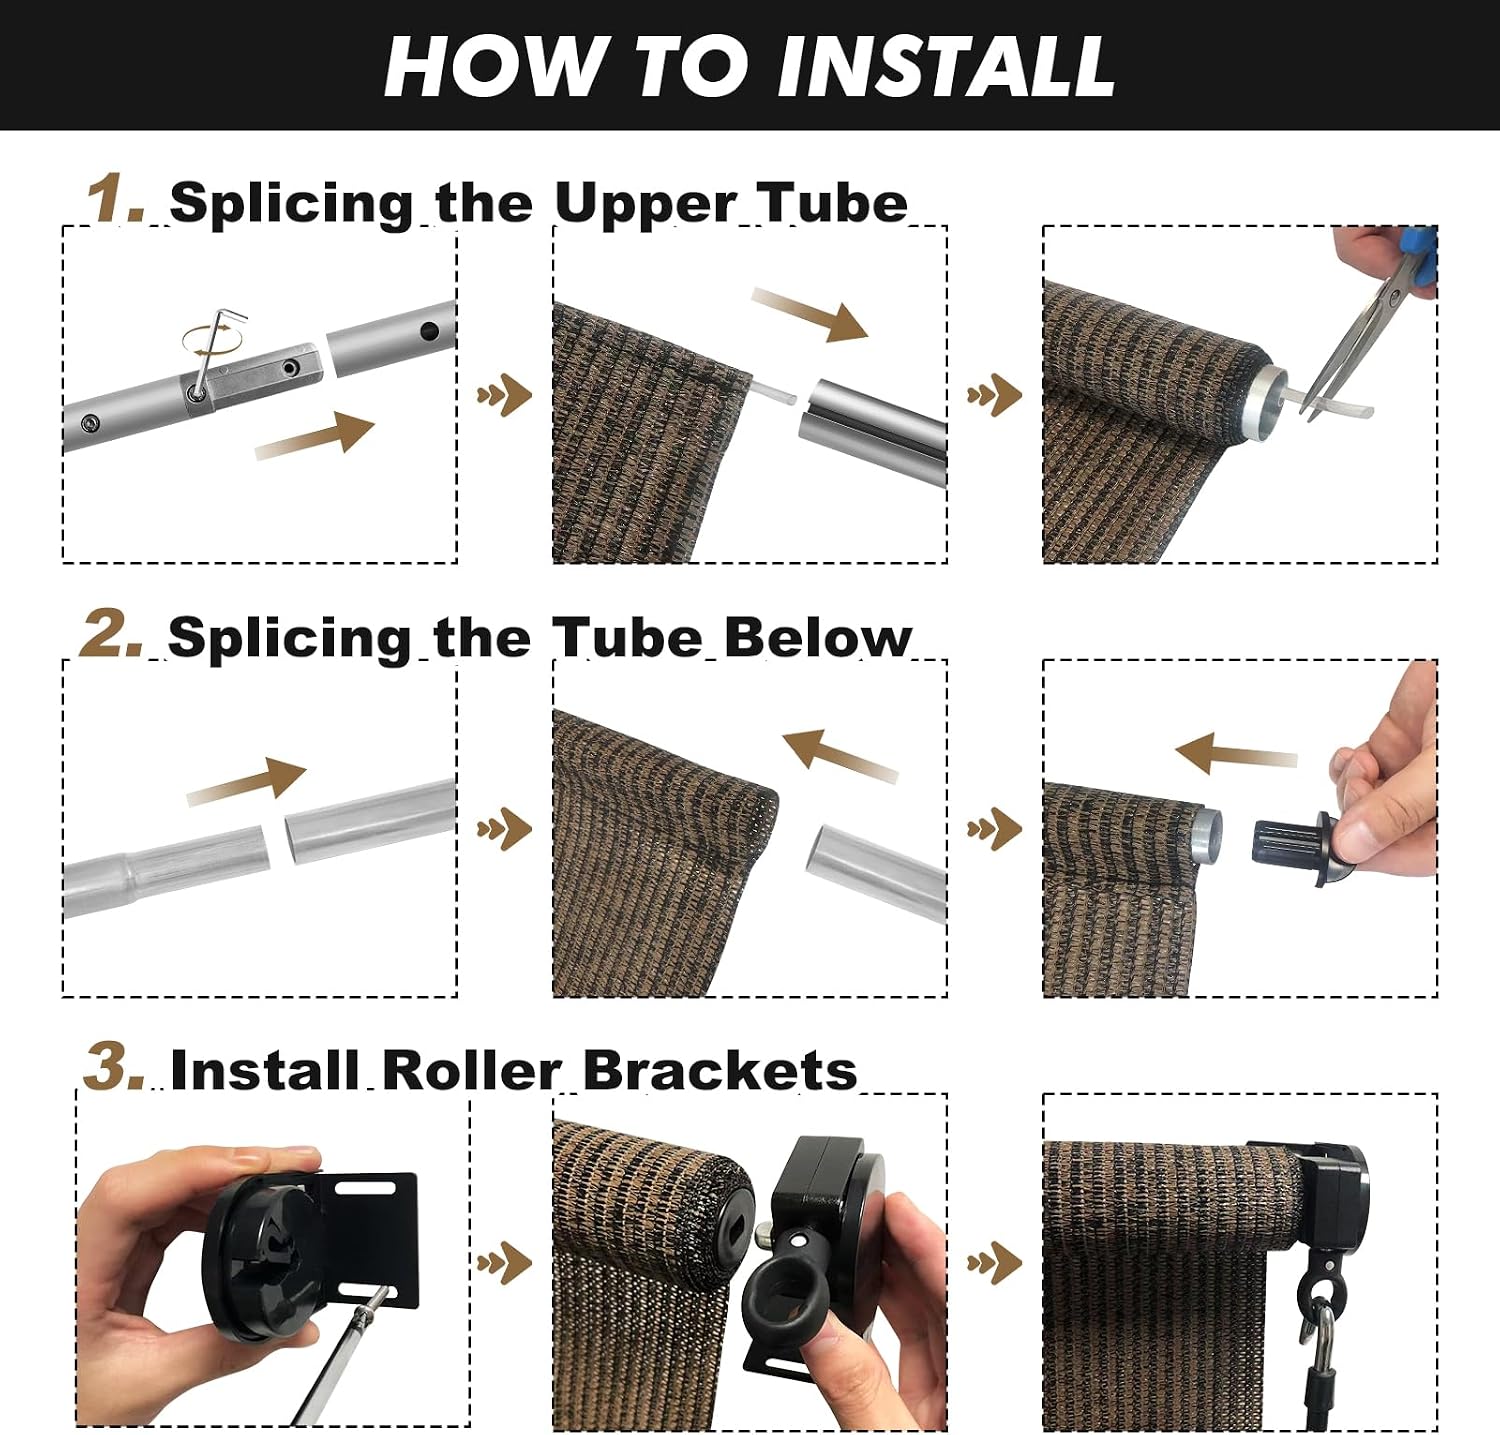 HOW TO INSTALL
1. Splicing the Upper Tube
2. Splicing the Tube Below
3. Install Roller Brackets